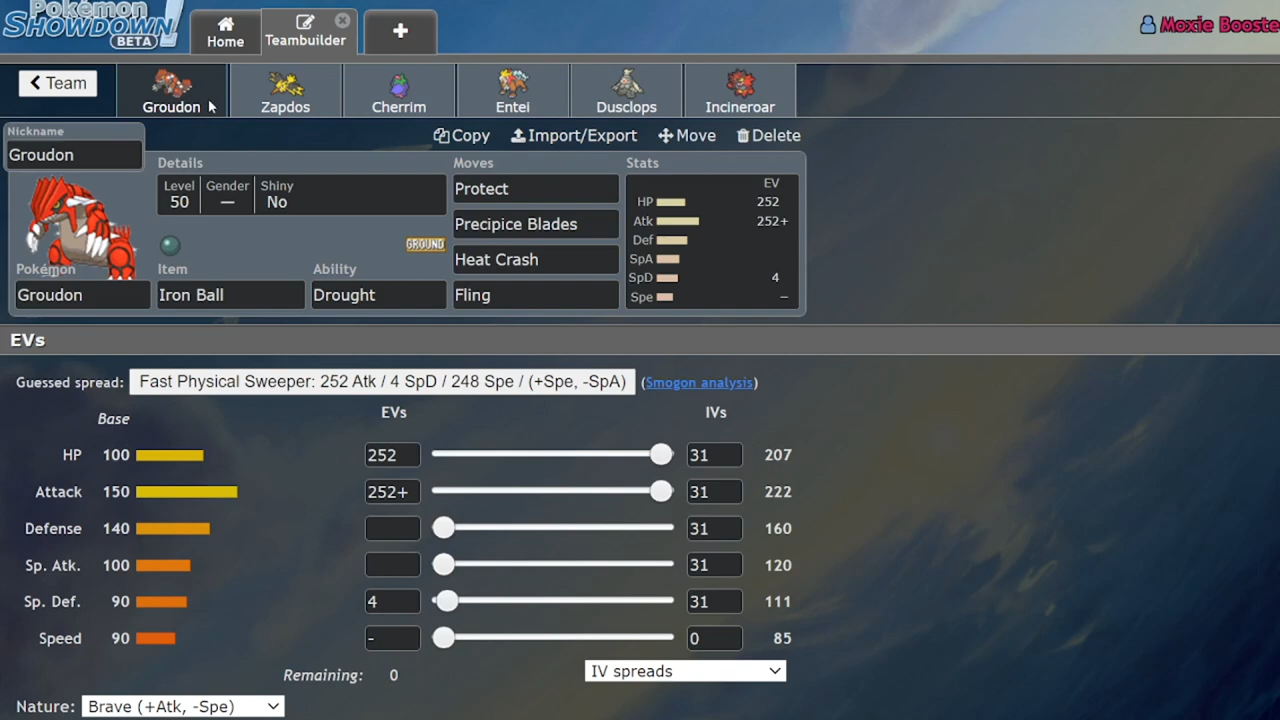 Pokémon
SHOWDOWN!
BETA
Home
Teambuilder
Moxie Booste
Team
Groudon
Zapdos
Cherrim
Entei
Dusclops
Incineroar
Nickname
Groudon
Copy
Import/Export
Move
Delete
Details
Moves
Stats
Level
50
Gender
—
Shiny
No
GROUND
Pokémon
Groudon
Item
Iron Ball
Ability
Drought
Protect
Precipice Blades
Heat Crash
Fling
EV
HP 252
Atk 252+
Def
SpA
SpD 4
Spe –
EVs
Guessed spread: Fast Physical Sweeper: 252 Atk / 4 SpD / 248 Spe / (+Spe, -SpA) (Smogon analysis)
Base EVs IVs
HP 100 252 31 207
Attack 150 252+ 31 222
Defense 140 31 160
Sp. Atk. 100 31 120
Sp. Def. 90 4 31 111
Speed 90 - 0 85
Remaining: 0 IV spreads
Nature: Brave (+Atk, -Spe)